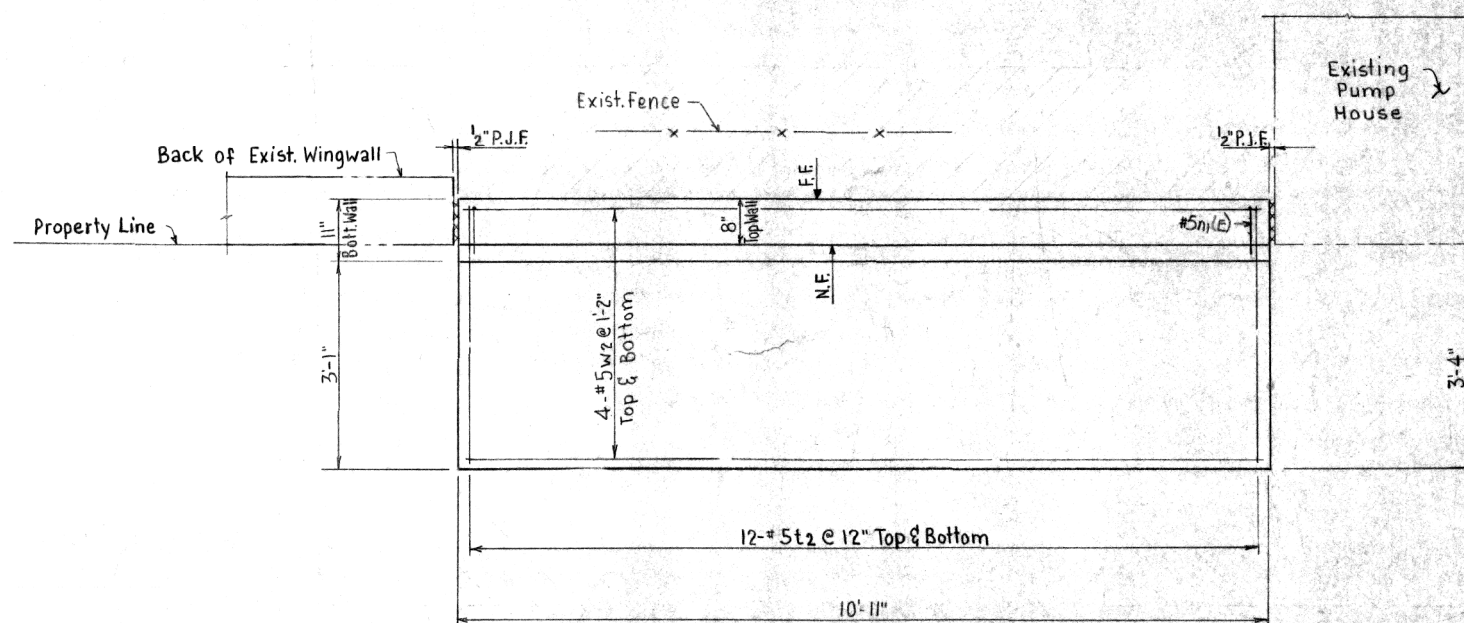 Existing
Pump
House
Exist. Fence
½" P.J.F.
½" P.J.F.
Back of Exist. Wingwall
F.F.
Property Line
11"
Bott. Wall
8"
Top Wall
#5n1(E)
N.F.
3'-1"
4-#5w2@1'-2"
Top & Bottom
3'-4"
12-#5t2 @ 12" Top & Bottom
10'-11"